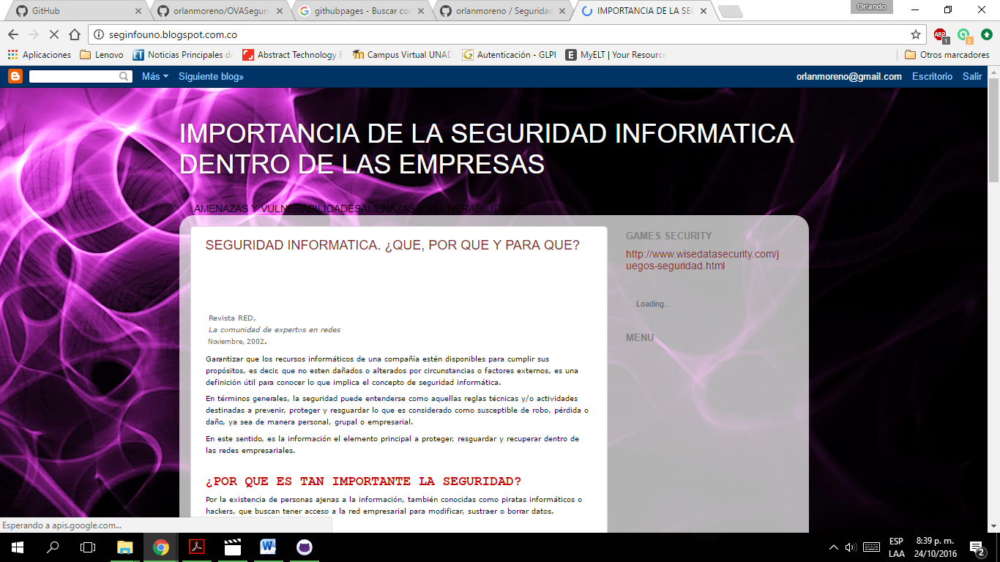 Orlando
GitHub
orlanmoreno/OVASeguri
githubpages - Buscar con
orlanmoreno / Seguridad
IMPORTANCIA DE LA SEG
seginfouno.blogspot.com.co
ABP
1
2
Aplicaciones
Lenovo
ET Noticias Principales de
Abstract Technology B
Campus Virtual UNAD
G Autenticación - GLPI
E MyELT | Your Resource
Otros marcadores
Más
Siguiente blog»
orlanmoreno@gmail.com
Escritorio
Salir
IMPORTANCIA DE LA SEGURIDAD INFORMATICA
DENTRO DE LAS EMPRESAS
AMENAZAS Y VULNERABILIDADESAMENAZAS Y VULNERABILIDADES
SEGURIDAD INFORMATICA. ¿QUE, POR QUE Y PARA QUE?
Revista RED,
La comunidad de expertos en redes
Noviembre, 2002.
Garantizar que los recursos informáticos de una compañía estén disponibles para cumplir sus
propósitos, es decir, que no esten dañados o alterados por circunstancias o factores externos, es una
definición útil para conocer lo que implica el concepto de seguridad informática.
En términos generales, la seguridad puede entenderse como aquellas reglas técnicas y/o actividades
destinadas a prevenir, proteger y resguardar lo que es considerado como susceptible de robo, pérdida o
daño, ya sea de manera personal, grupal o empresarial.
En este sentido, es la información el elemento principal a proteger, resguardar y recuperar dentro de
las redes empresariales.
¿POR QUE ES TAN IMPORTANTE LA SEGURIDAD?
Por la existencia de personas ajenas a la información, también conocidas como piratas informáticos o
hackers, que buscan tener acceso a la red empresarial para modificar, sustraer o borrar datos.
GAMES SECURITY
http://www.wisedatasecurity.com/j
uegos-seguridad.html
Loading...
MENU
Esperando a apis.google.com...
ESP
LAA
8:39 p. m.
24/10/2016
2